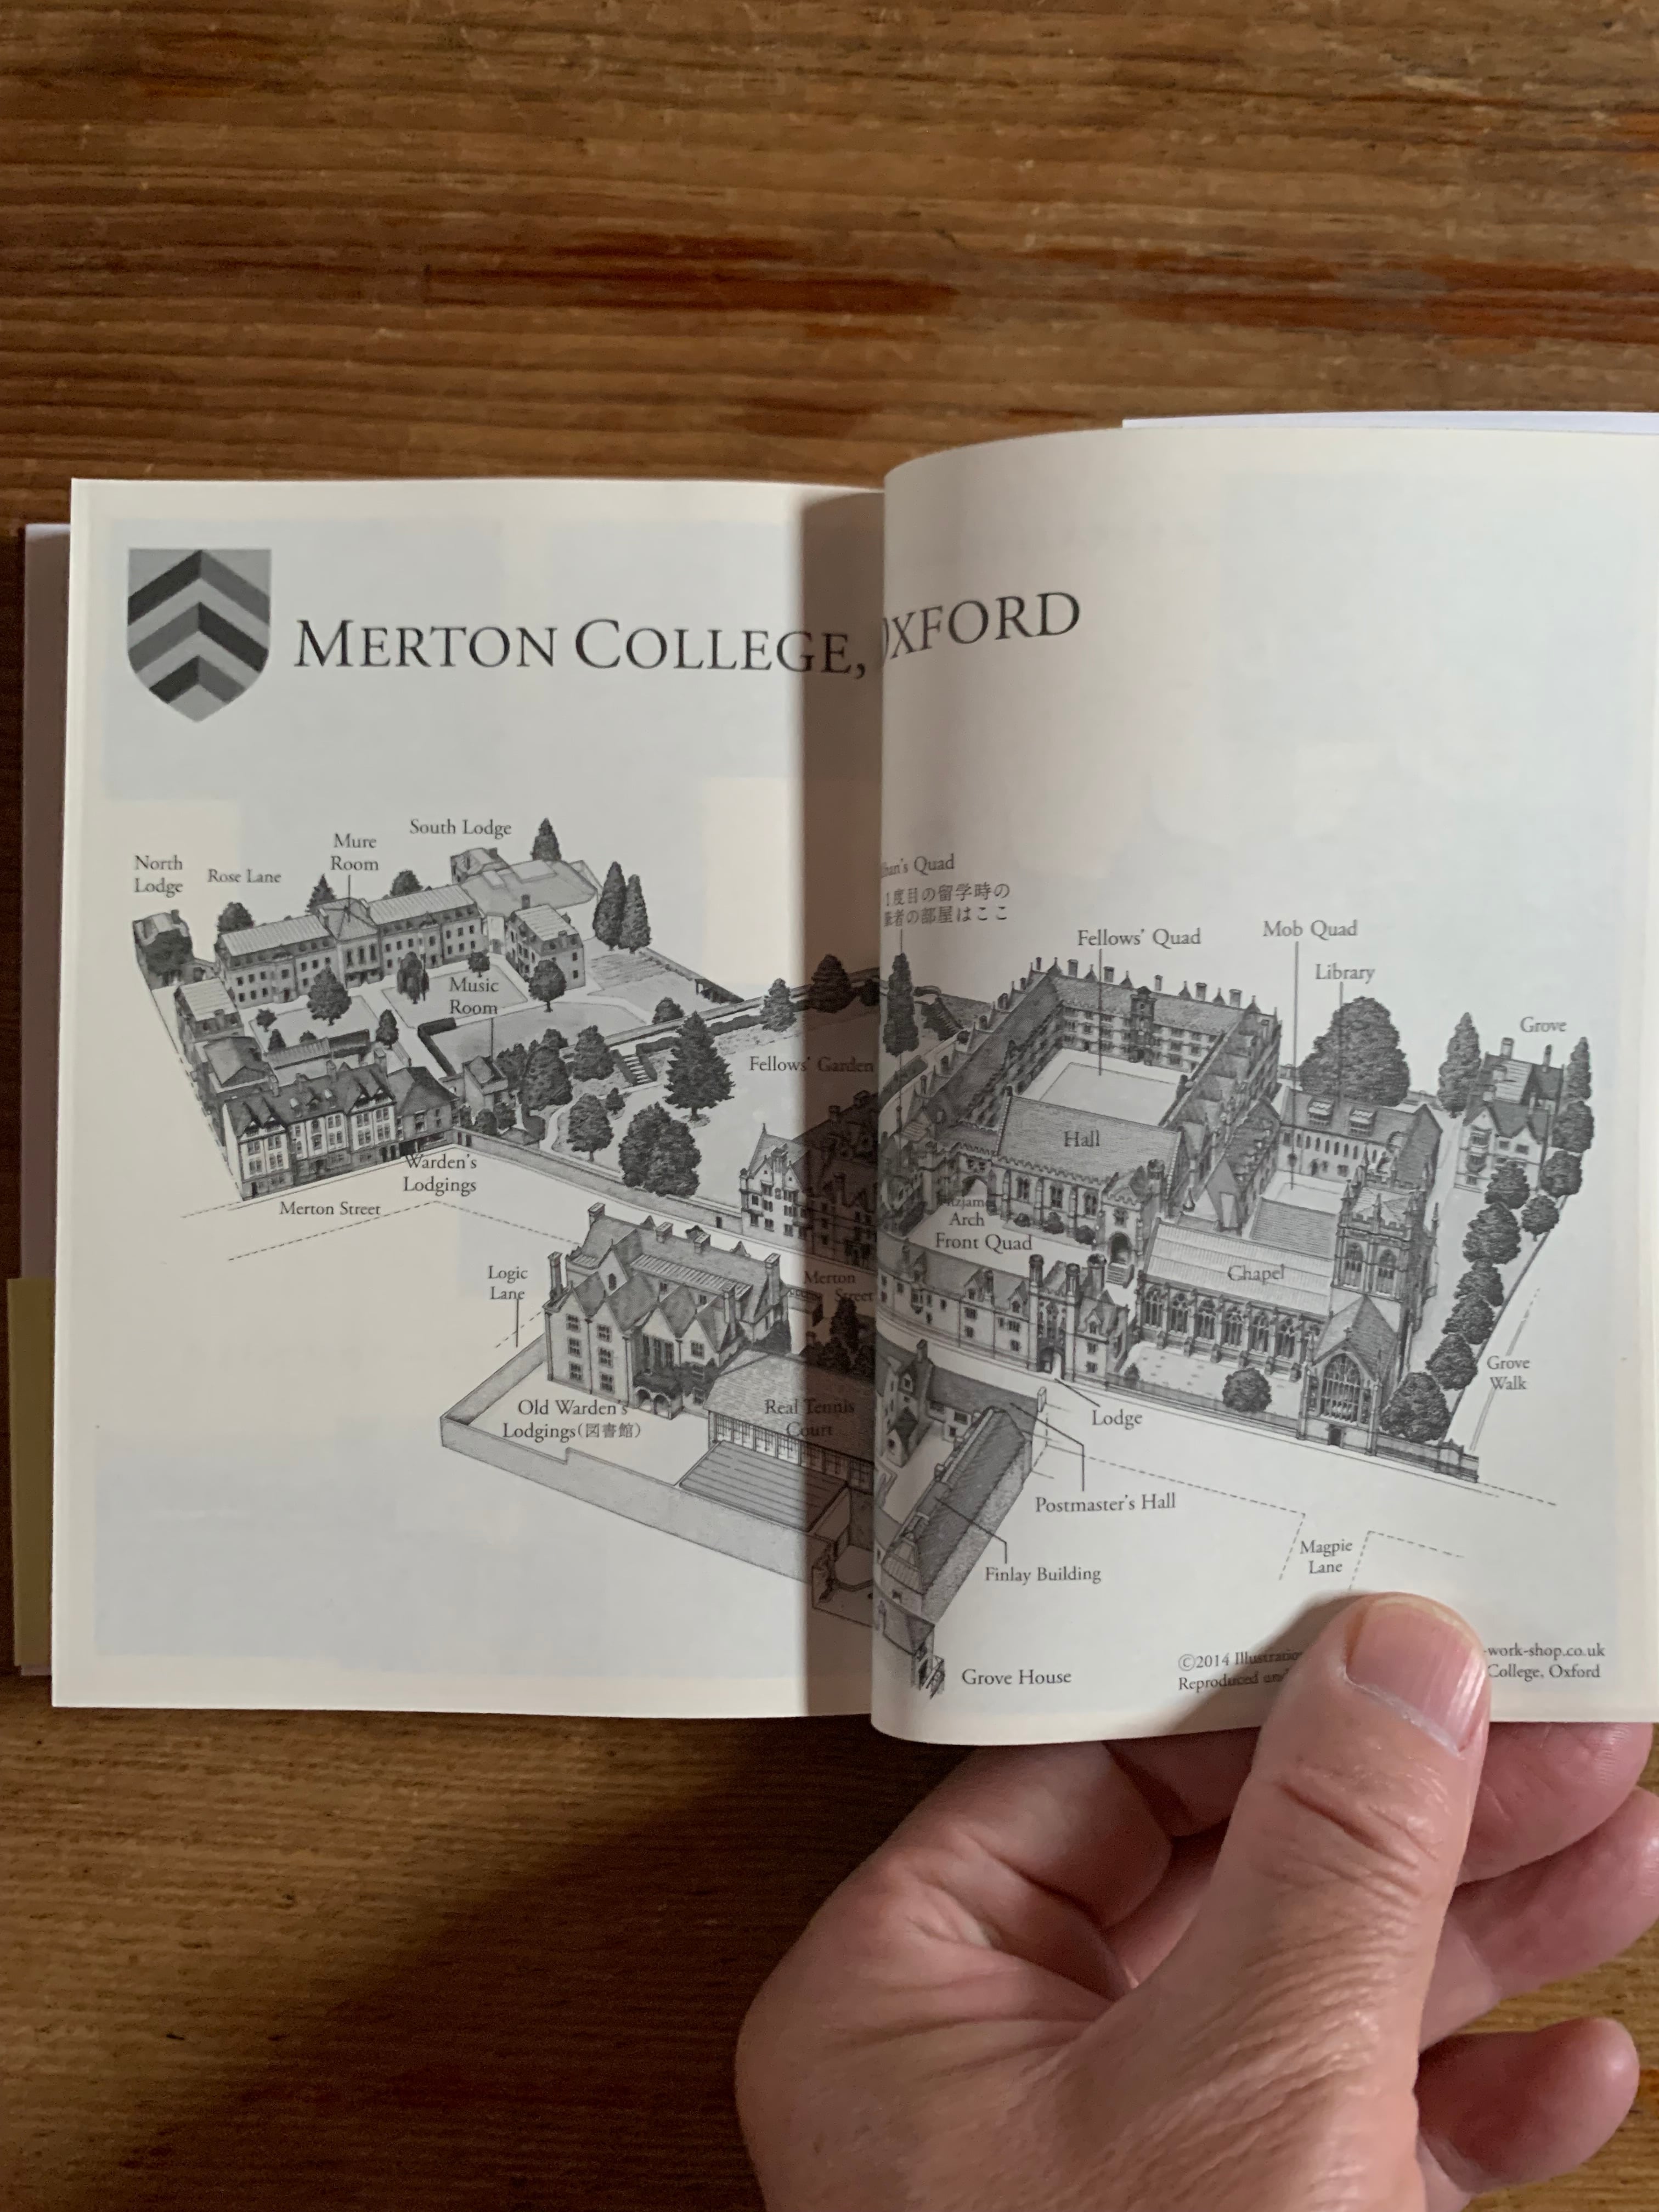 MERTON COLLEGE, OXFORD
South Lodge
Mure
Room
North
Lodge
Rose Lane
Music
Room
Fellows' Garden
Warden's
Lodgings
Merton Street
Logic
Lane
Merton
Street
Old Warden's
Lodgings(図書館)
Real Tennis
Court
Quad
1度目の留学時の
者の部屋はここ
Fellows' Quad
Mob Quad
Library
Grove
Hall
Arch
Front Quad
Chapel
Grove
Walk
Lodge
Postmaster's Hall
Magpie
Lane
Finlay Building
Grove House
©2014 -work-shop.co.uk
Reproduced College, Oxford